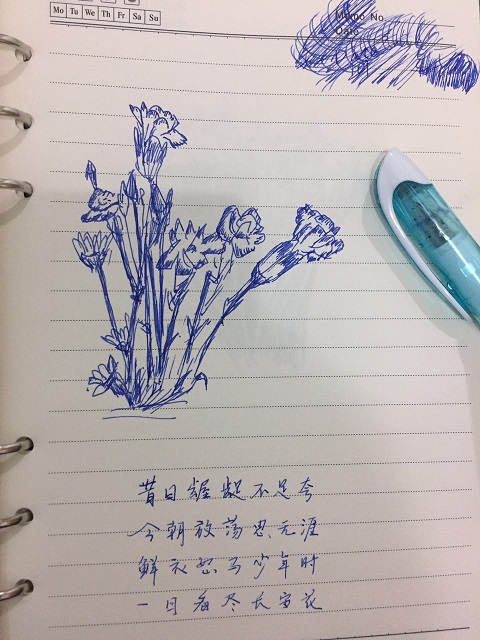 Mo Tu We Th Fr Sa Su
Memo No.
Date
昔日龌龊不足夸
今朝放荡思无涯
鲜衣怒马少年时
一日看尽长安花